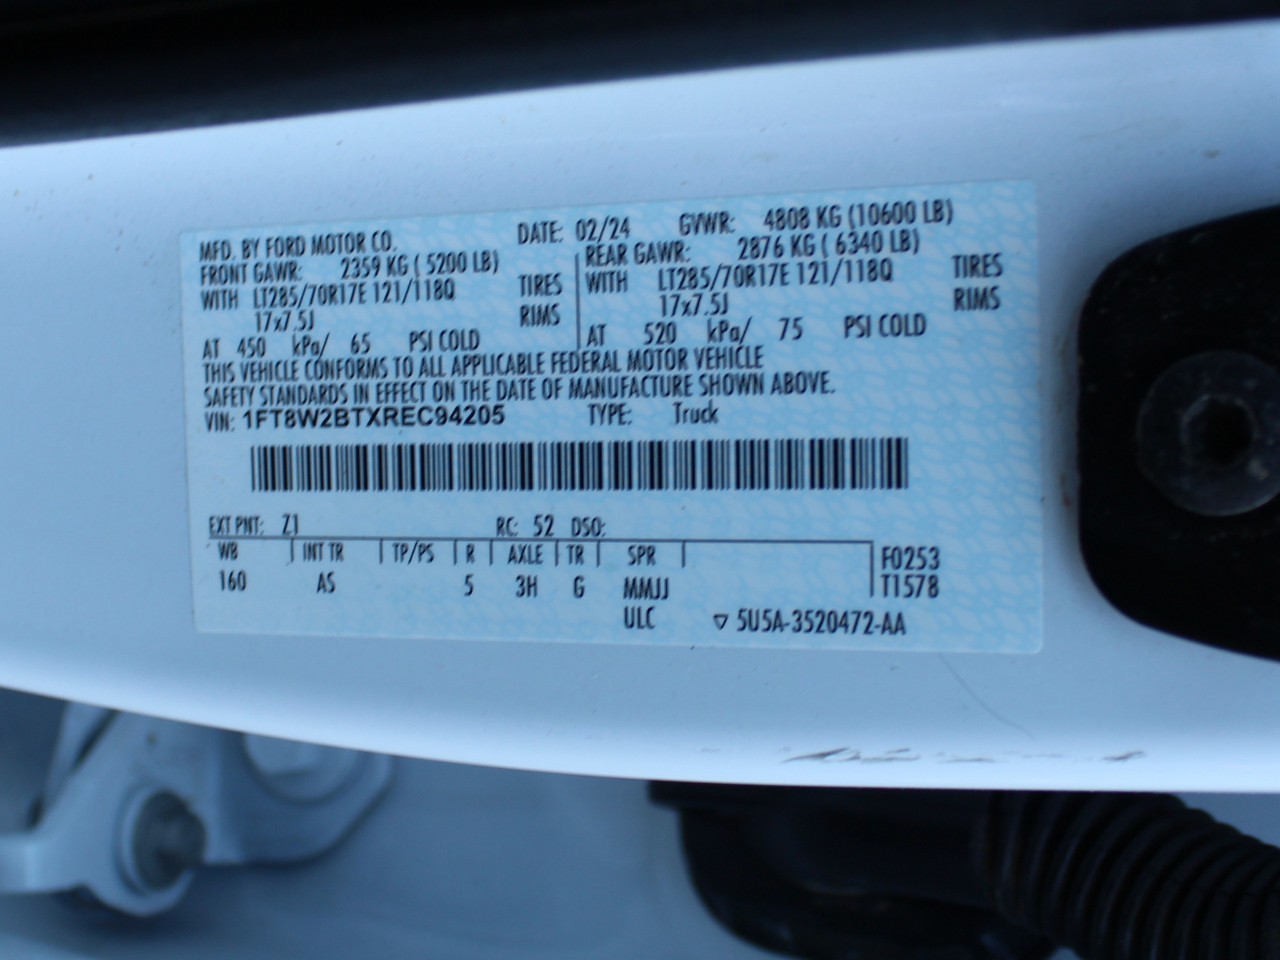 MFD. BY FORD MOTOR CO. DATE: 02/24 GVWR: 4808 KG (10600 LB)
FRONT GAWR: 2359 KG ( 5200 LB) REAR GAWR: 2876 KG ( 6340 LB)
WITH LT285/70R17E 121/118Q TIRES WITH LT285/70R17E 121/118Q TIRES
17x7.5J RIMS 17x7.5J RIMS
AT 450 kPa/ 65 PSI COLD AT 520 kPa/ 75 PSI COLD
THIS VEHICLE CONFORMS TO ALL APPLICABLE FEDERAL MOTOR VEHICLE
SAFETY STANDARDS IN EFFECT ON THE DATE OF MANUFACTURE SHOWN ABOVE.
VIN: 1FT8W2BTXREC94205 TYPE: Truck
EXT PNT: Z1 RC: 52 DSO:
WB INT TR TP/PS R AXLE TR SPR F0253
160 AS 5 3H G MMJJ T1578
ULC ▽ 5U5A-3520472-AA